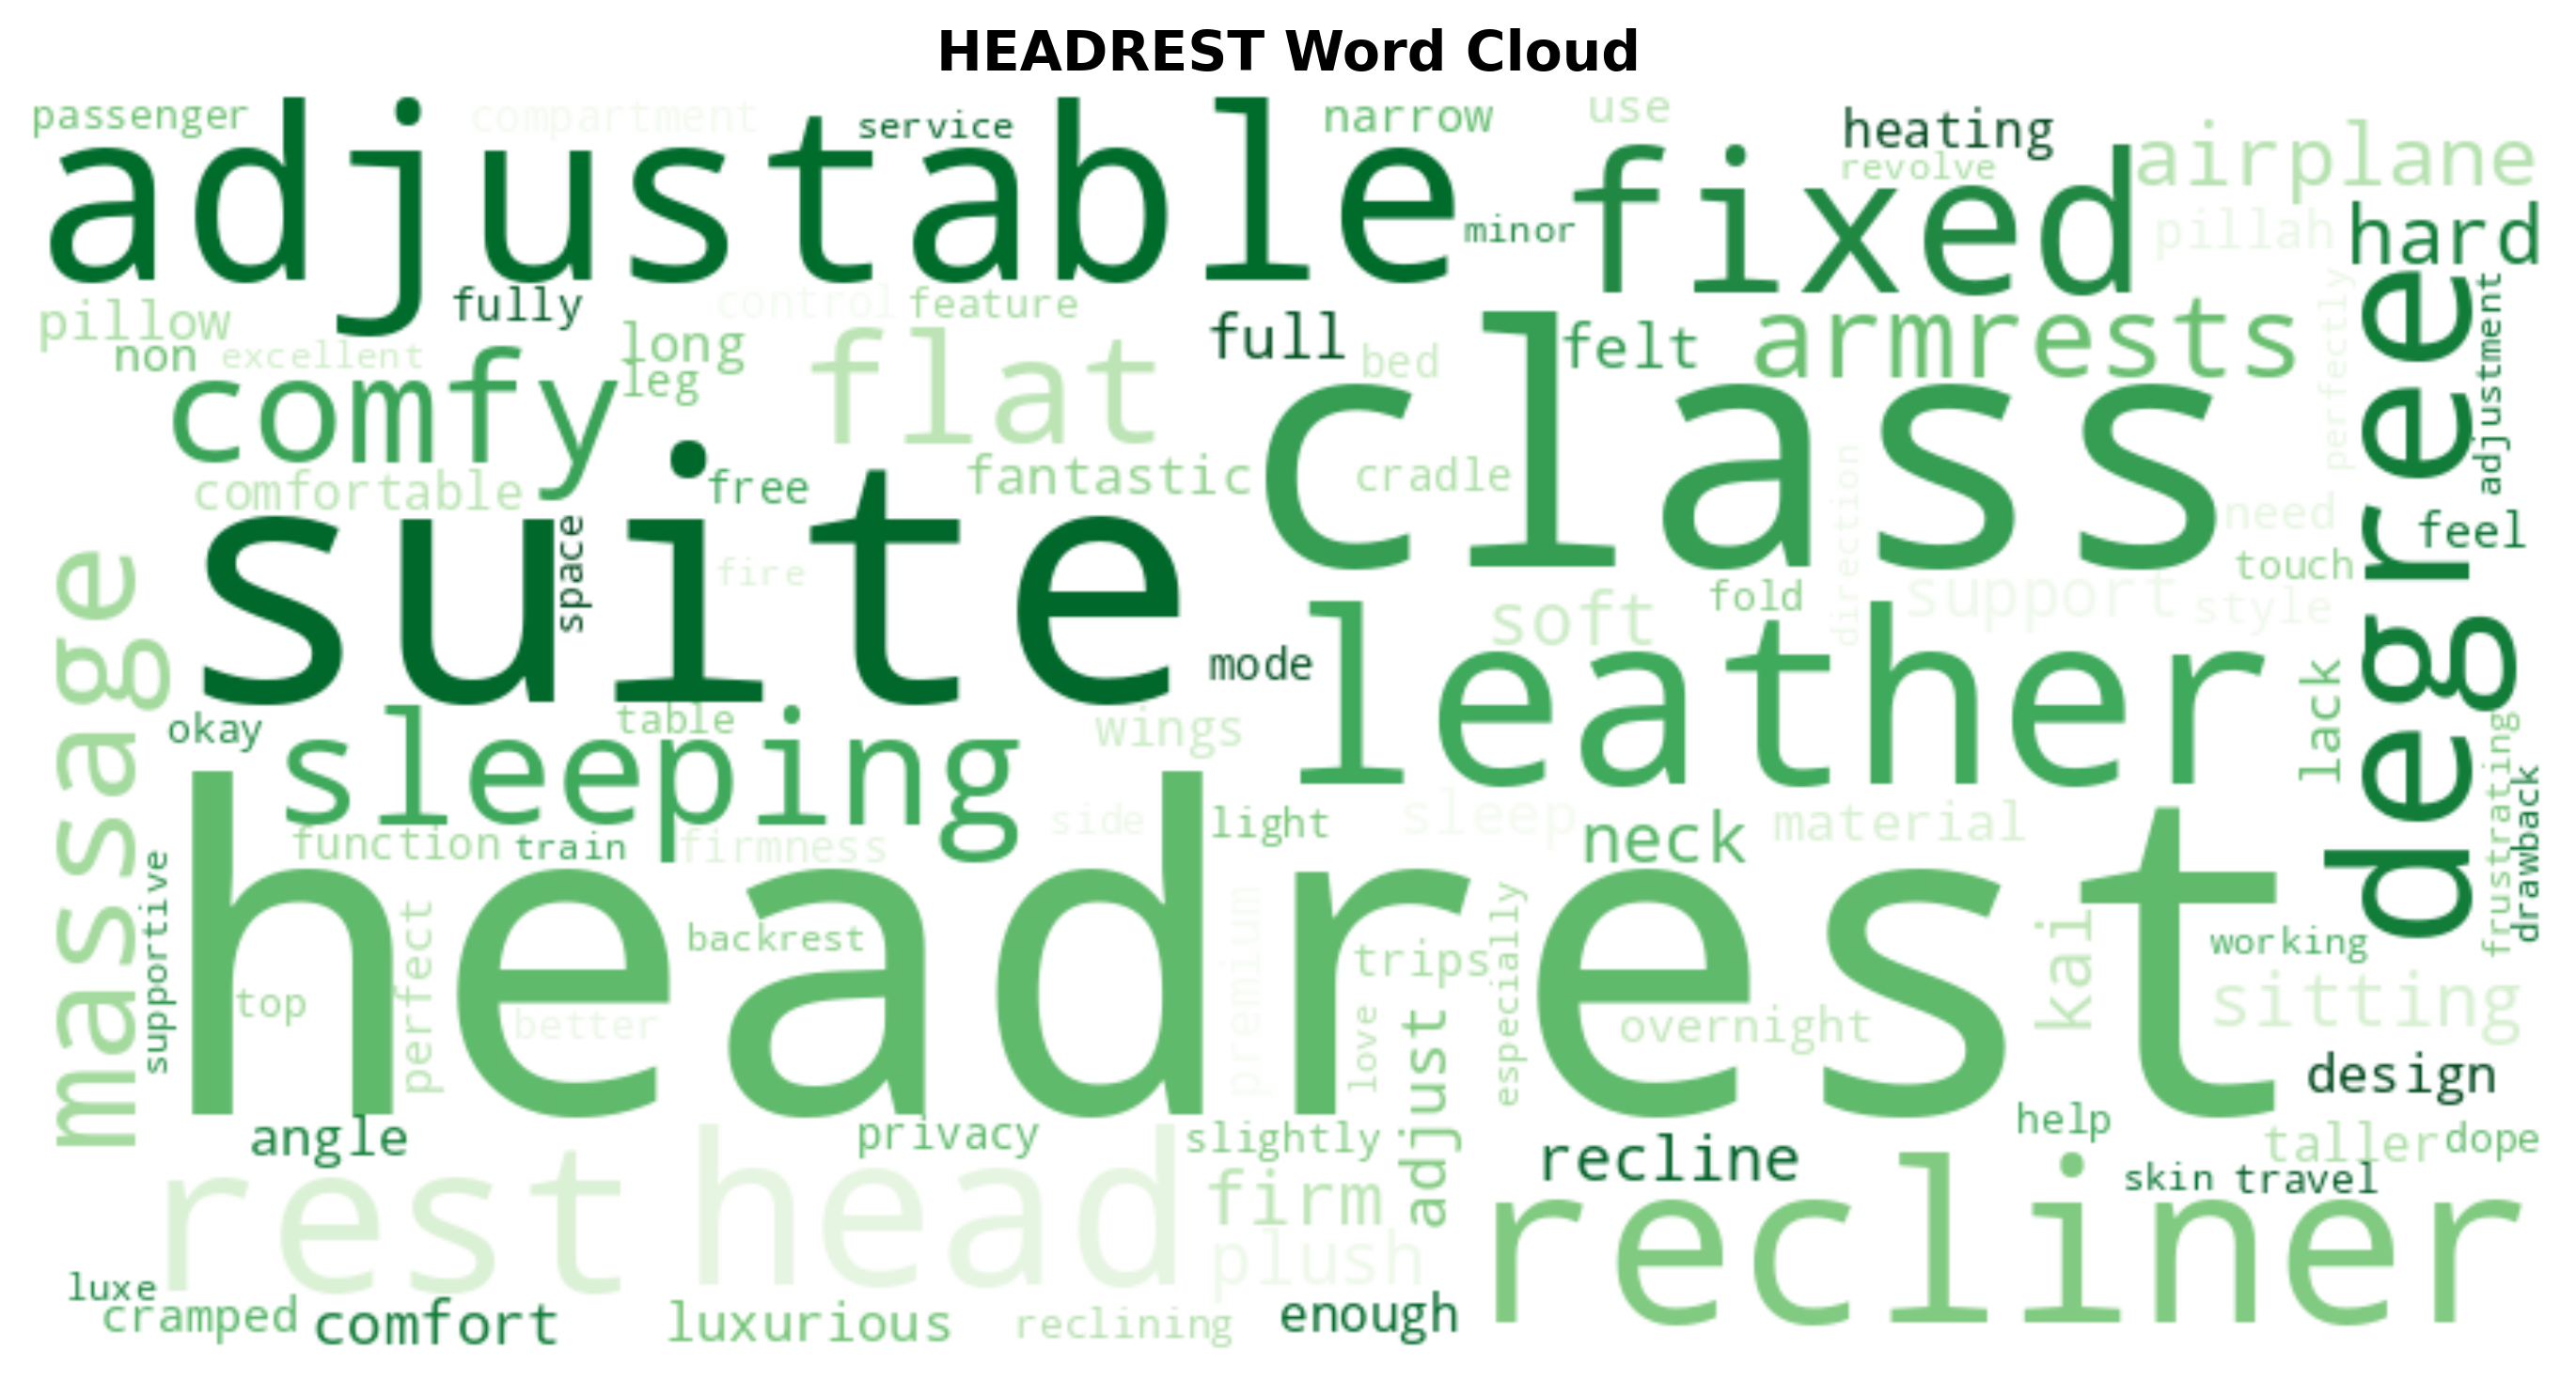 HEADREST Word Cloud
passenger
compartment
service
narrow
use
heating
revolve
airplane
adjustable
minor
fixed
pillah
hard
pillow
fully
control
feature
full
felt
armrests
perfectly
degree
adjustment
non
excellent
long
leg
flat
bed
class
comfy
comfortable
free
fantastic
cradle
direction
need
feel
touch
massage
suite
space
fire
soft
fold
support
style
mode
leather
lack
okay
table
wings
sleeping
frustrating
drawback
function
train
firmness
side
light
sleep
neck
material
supportive
headrest
top
perfect
backrest
better
premium
trips
love
adjust
especially
overnight
kai
working
sitting
design
angle
privacy
slightly
recline
help
taller
dope
rest
head
firm
plush
skin
travel
recliner
luxe
cramped
comfort
luxurious
reclining
enough